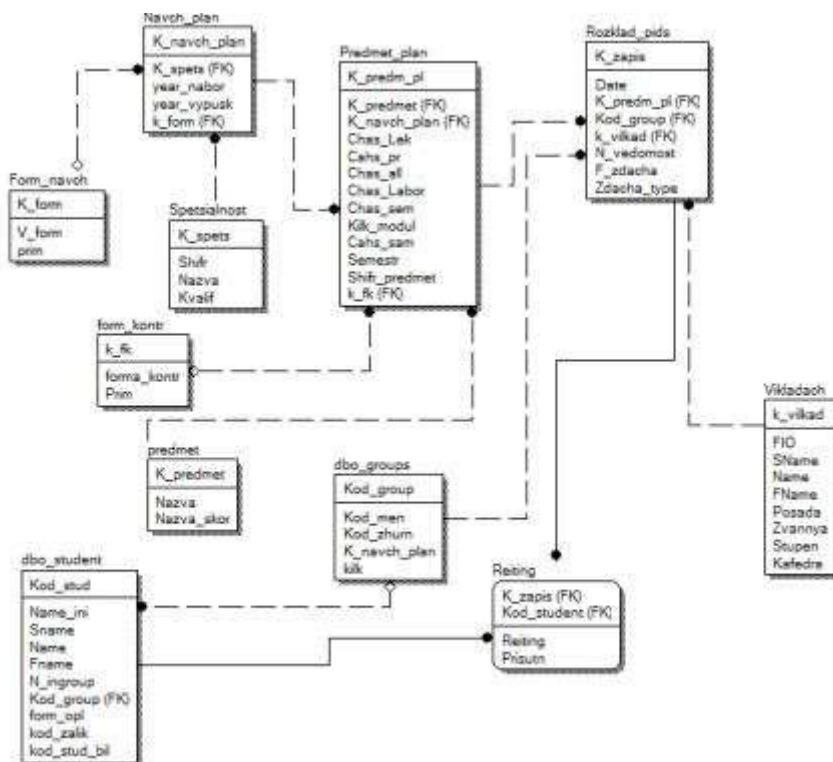 Navch_plan
K_navch_plan
K_spets (FK)
year_nabor
year_vypusk
k_form (FK)
Predmet_plan
K_predm_pl
K_predmet (FK)
K_navch_plan (FK)
Chas_Lek
Cahs_pr
Chas_all
Chas_Labor
Chas_sem
Kilk_modul
Cahs_sam
Semestr
Shifr_predmet
k_fk (FK)
Rozklad_pids
K_zapis
Date
K_predm_pl (FK)
Kod_group (FK)
k_vilkad (FK)
N_vedomost
F_zdacha
Zdacha_type
Form_navch
K_form
V_form
prim
Spetsialnost
K_spets
Shifr
Nazva
Kvalif
form_kontr
k_fk
forma_kontr
Prim
predmet
K_predmet
Nazva
Nazva_skor
dbo_groups
Kod_group
Kod_men
Kod_zhurn
K_navch_plan
kilk
Vikladach
k_vilkad
FIO
SName
Name
FName
Posada
Zvannya
Stupen
Kafedra
dbo_student
Kod_stud
Name_ini
Sname
Name
Fname
N_ingroup
Kod_group (FK)
form_opl
kod_zalik
kod_stud_bil
Reiting
K_zapis (FK)
Kod_student (FK)
Reiting
Prisutn